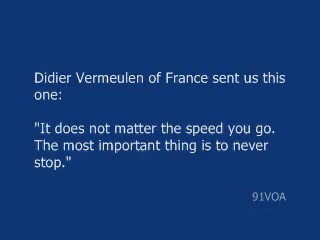 Didier Vermeulen of France sent us this
one:
"It does not matter the speed you go.
The most important thing is to never
stop."
91VOA